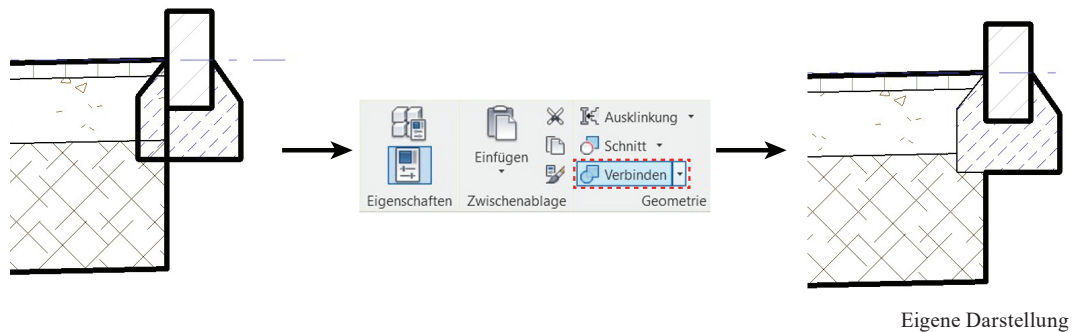 Ausklinkung
Einfügen
Schnitt
Verbinden
Eigenschaften Zwischenablage Geometrie
Eigene Darstellung